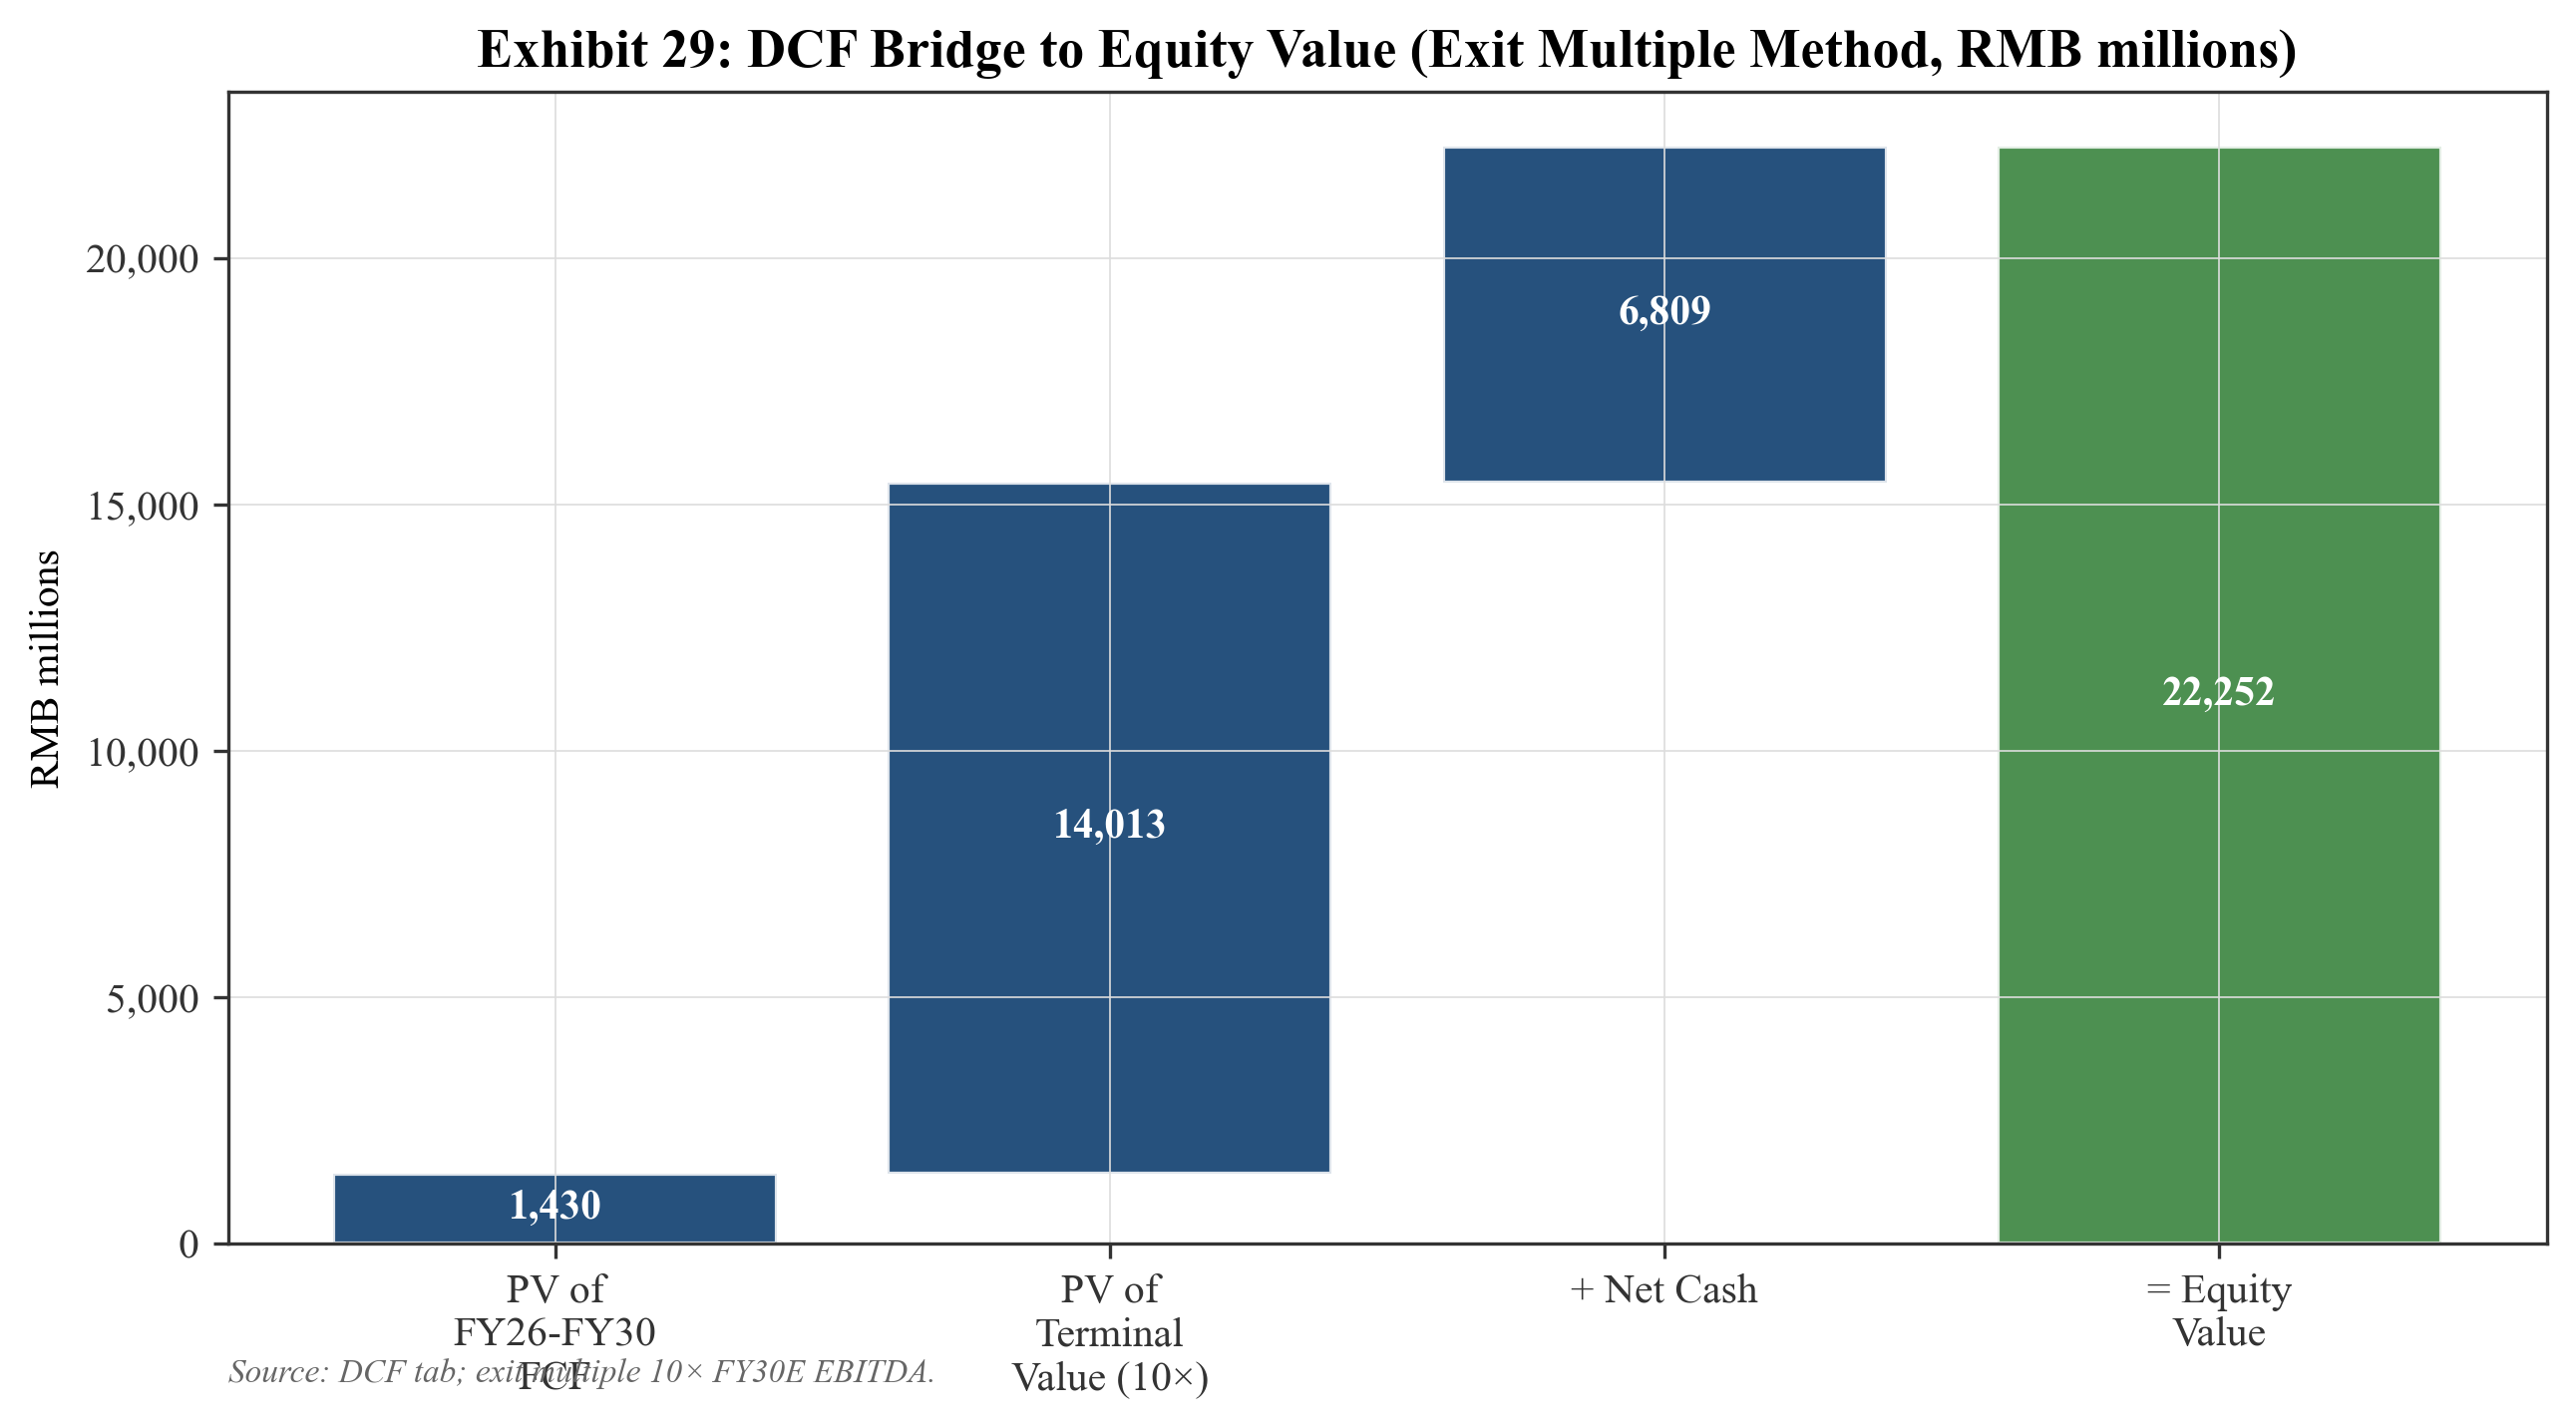 Exhibit 29: DCF Bridge to Equity Value (Exit Multiple Method, RMB millions)
RMB millions
20,000
15,000
10,000
5,000
0
1,430
14,013
6,809
22,252
PV of
FY26-FY30
FCF
PV of
Terminal
Value (10×)
+ Net Cash
= Equity
Value
Source: DCF tab; exit multiple 10× FY30E EBITDA.